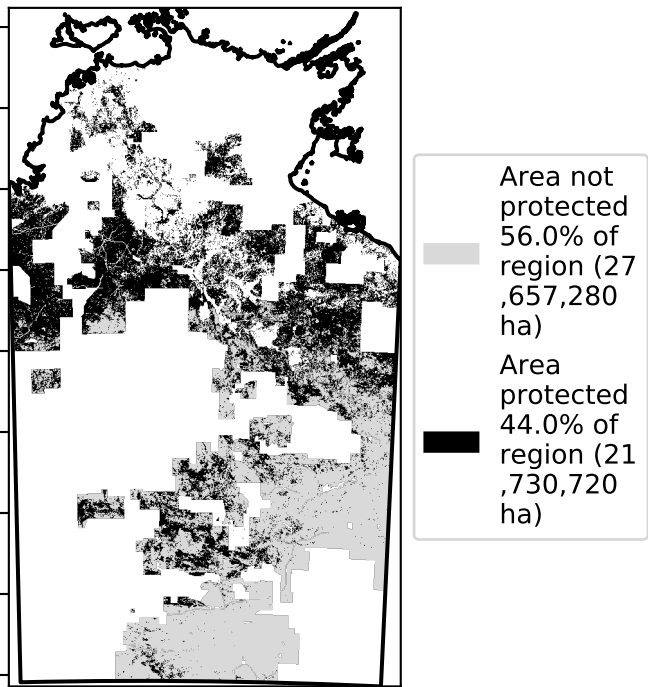 Area not
protected
56.0% of
region (27
,657,280
ha)
Area
protected
44.0% of
region (21
,730,720
ha)